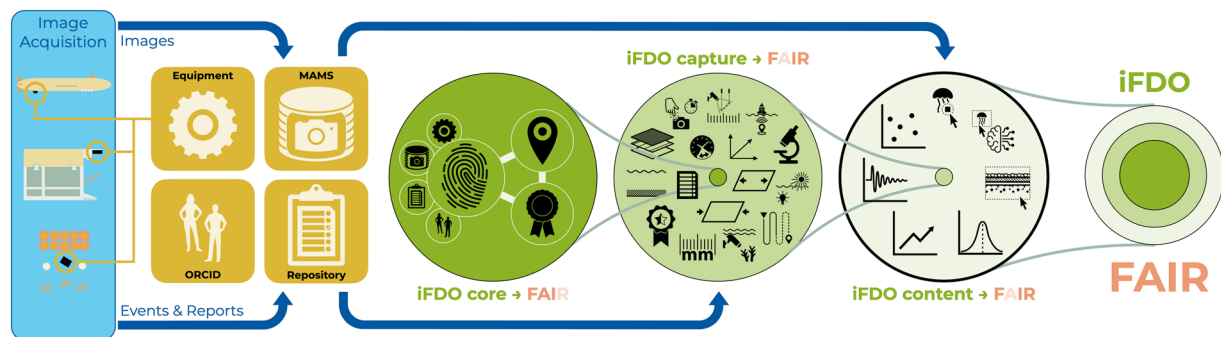 Image
Acquisition
Images
Equipment
MAMS
ORCID
Repository
Events & Reports
iFDO core → FAIR
iFDO capture → FAIR
mm
iFDO content → FAIR
iFDO
FAIR